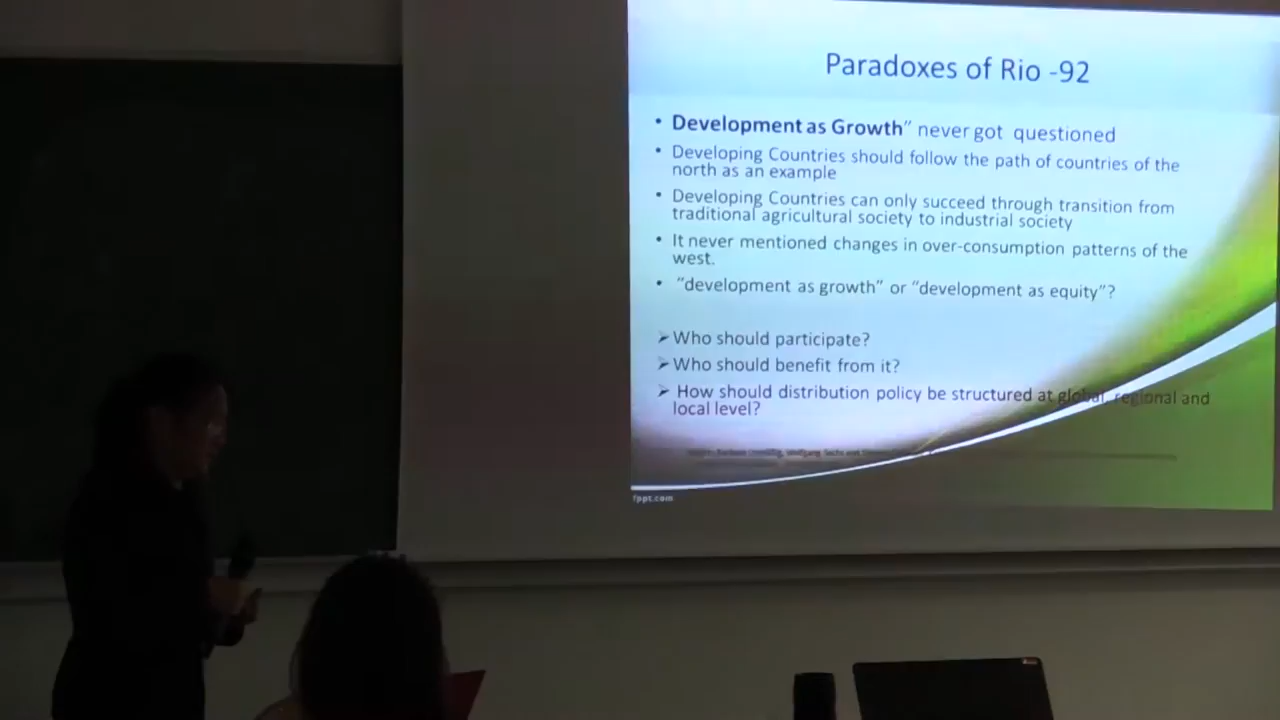 Paradoxes of Rio -92
• Development as Growth” never got questioned
• Developing Countries should follow the path of countries of the
north as an example
• Developing Countries can only succeed through transition from
traditional agricultural society to industrial society
• It never mentioned changes in over-consumption patterns of the
west.
• “development as growth” or “development as equity”?
➢ Who should participate?
➢ Who should benefit from it?
➢ How should distribution policy be structured at global, regional and
local level?
fppt.com